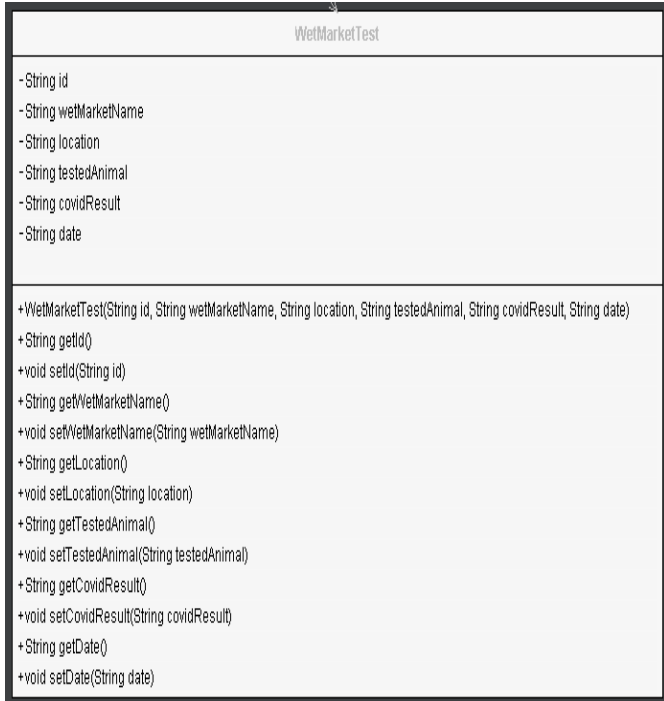 WetMarketTest
-String id
-String wetMarketName
-String location
-String testedAnimal
-String covidResult
-String date
+WetMarketTest(String id, String wetMarketName, String location, String testedAnimal, String covidResult, String date)
+String getId()
+void setId(String id)
+String getWetMarketName()
+void setWetMarketName(String wetMarketName)
+String getLocation()
+void setLocation(String location)
+String getTestedAnimal()
+void setTestedAnimal(String testedAnimal)
+String getCovidResult()
+void setCovidResult(String covidResult)
+String getDate()
+void setDate(String date)